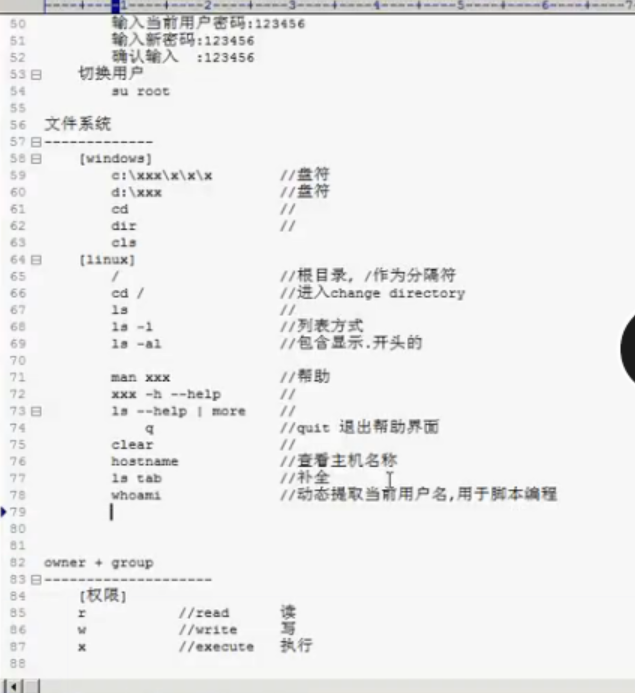 1 2 3 4 5 6
50 输入当前用户密码:123456
51 输入新密码:123456
52 确认输入 :123456
53 切换用户
54 su root
55
56 文件系统
57 -------------
58 [windows]
59 c:\xxx\x\x\x //盘符
60 d:\xxx //盘符
61 cd //
62 dir //
63 cls
64 [linux]
65 / //根目录, /作为分隔符
66 cd / //进入change directory
67 ls //
68 ls -l //列表方式
69 ls -al //包含显示.开头的
70
71 man xxx //帮助
72 xxx -h --help //
73 ls --help | more //
74 q //quit 退出帮助界面
75 clear //
76 hostname //查看主机名称
77 ls tab //补全
78 whoami //动态提取当前用户名,用于脚本编程
79
80
81
82 owner + group
83 --------------------
84 [权限]
85 r //read 读
86 w //write 写
87 x //execute 执行
88